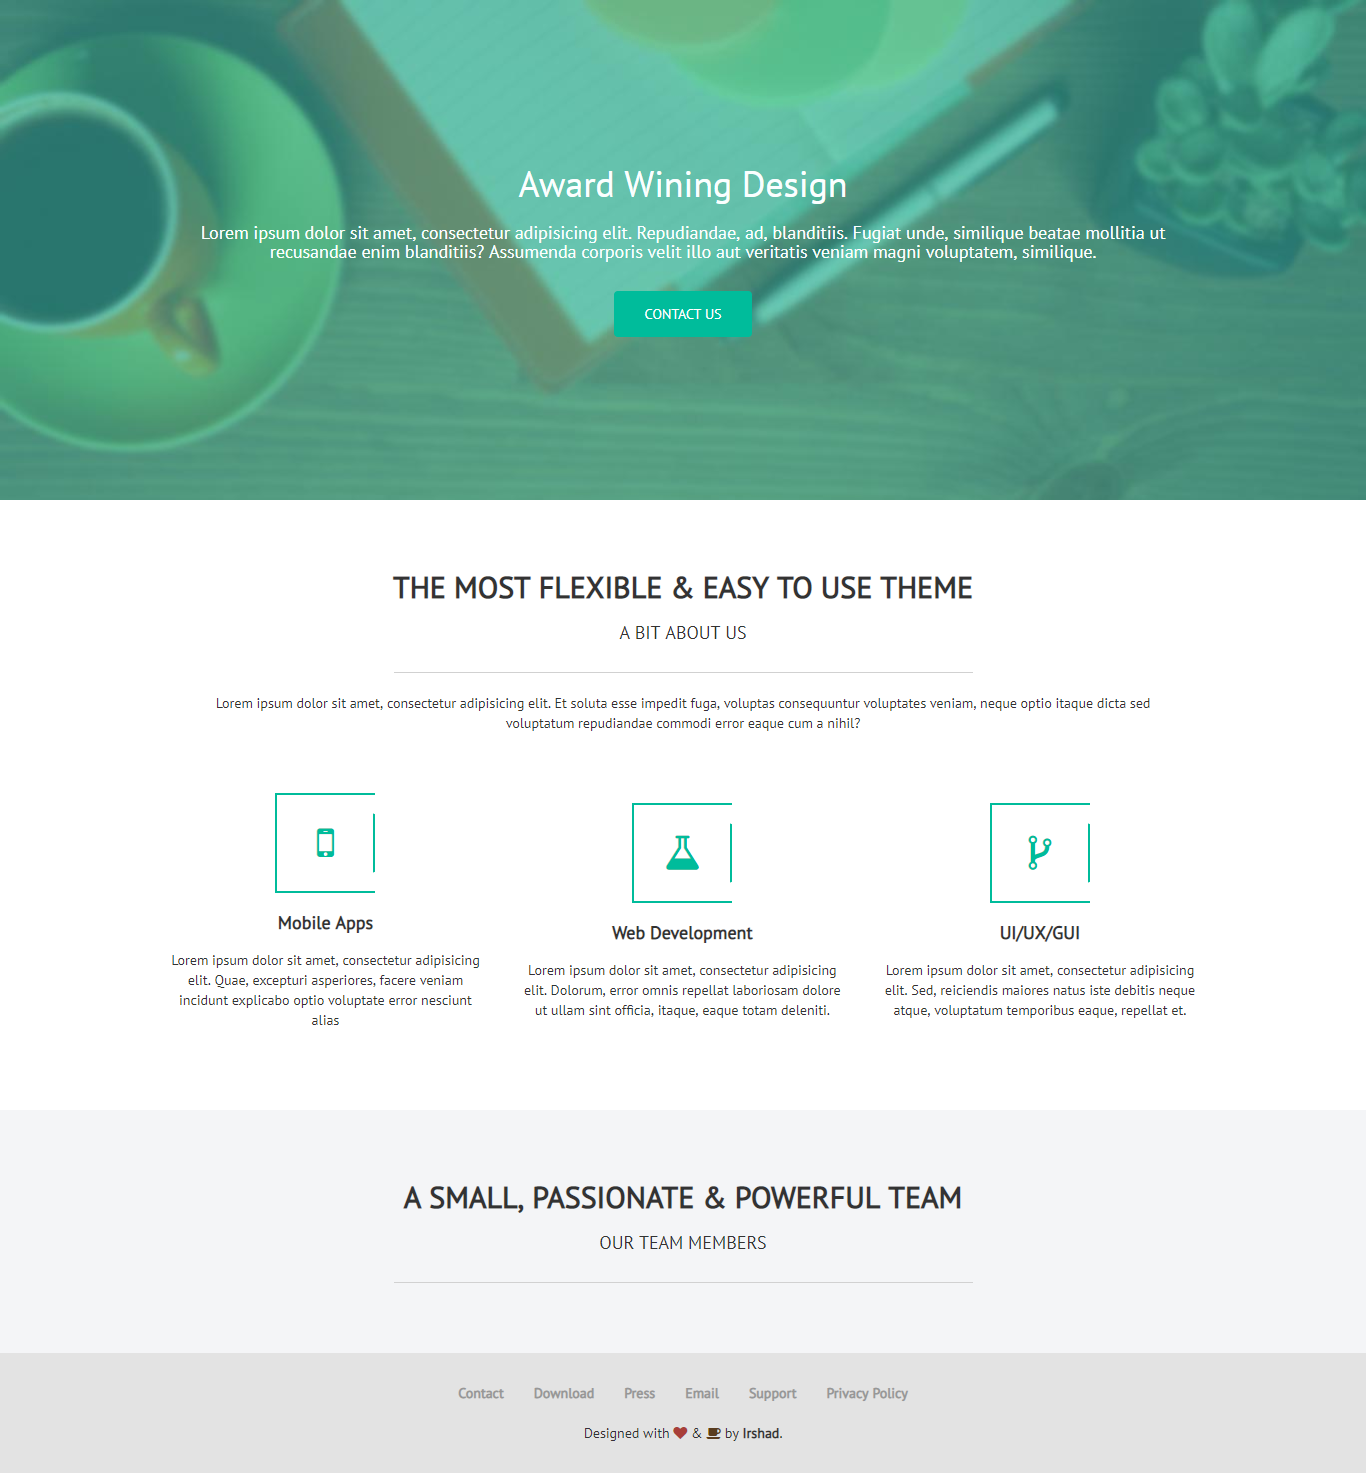 Award Wining Design
Lorem ipsum dolor sit amet, consectetur adipisicing elit. Repudiandae, ad, blanditiis. Fugiat unde, similique beatae mollitia ut
recusandae enim blanditiis? Assumenda corporis velit illo aut veritatis veniam magni voluptatem, similique.
CONTACT US
THE MOST FLEXIBLE & EASY TO USE THEME
A BIT ABOUT US
Lorem ipsum dolor sit amet, consectetur adipisicing elit. Et soluta esse impedit fuga, voluptas consequuntur voluptates veniam, neque optio itaque dicta sed
voluptatum repudiandae commodi error eaque cum a nihil?
Mobile Apps
Lorem ipsum dolor sit amet, consectetur adipisicing
elit. Quae, excepturi asperiores, facere veniam
incidunt explicabo optio voluptate error nesciunt
alias
Web Development
Lorem ipsum dolor sit amet, consectetur adipisicing
elit. Dolorum, error omnis repellat laboriosam dolore
ut ullam sint officia, itaque, eaque totam deleniti.
UI/UX/GUI
Lorem ipsum dolor sit amet, consectetur adipisicing
elit. Sed, reiciendis maiores natus iste debitis neque
atque, voluptatum temporibus eaque, repellat et.
A SMALL, PASSIONATE & POWERFUL TEAM
OUR TEAM MEMBERS
Contact Download Press Email Support Privacy Policy
Designed with & by Irshad.